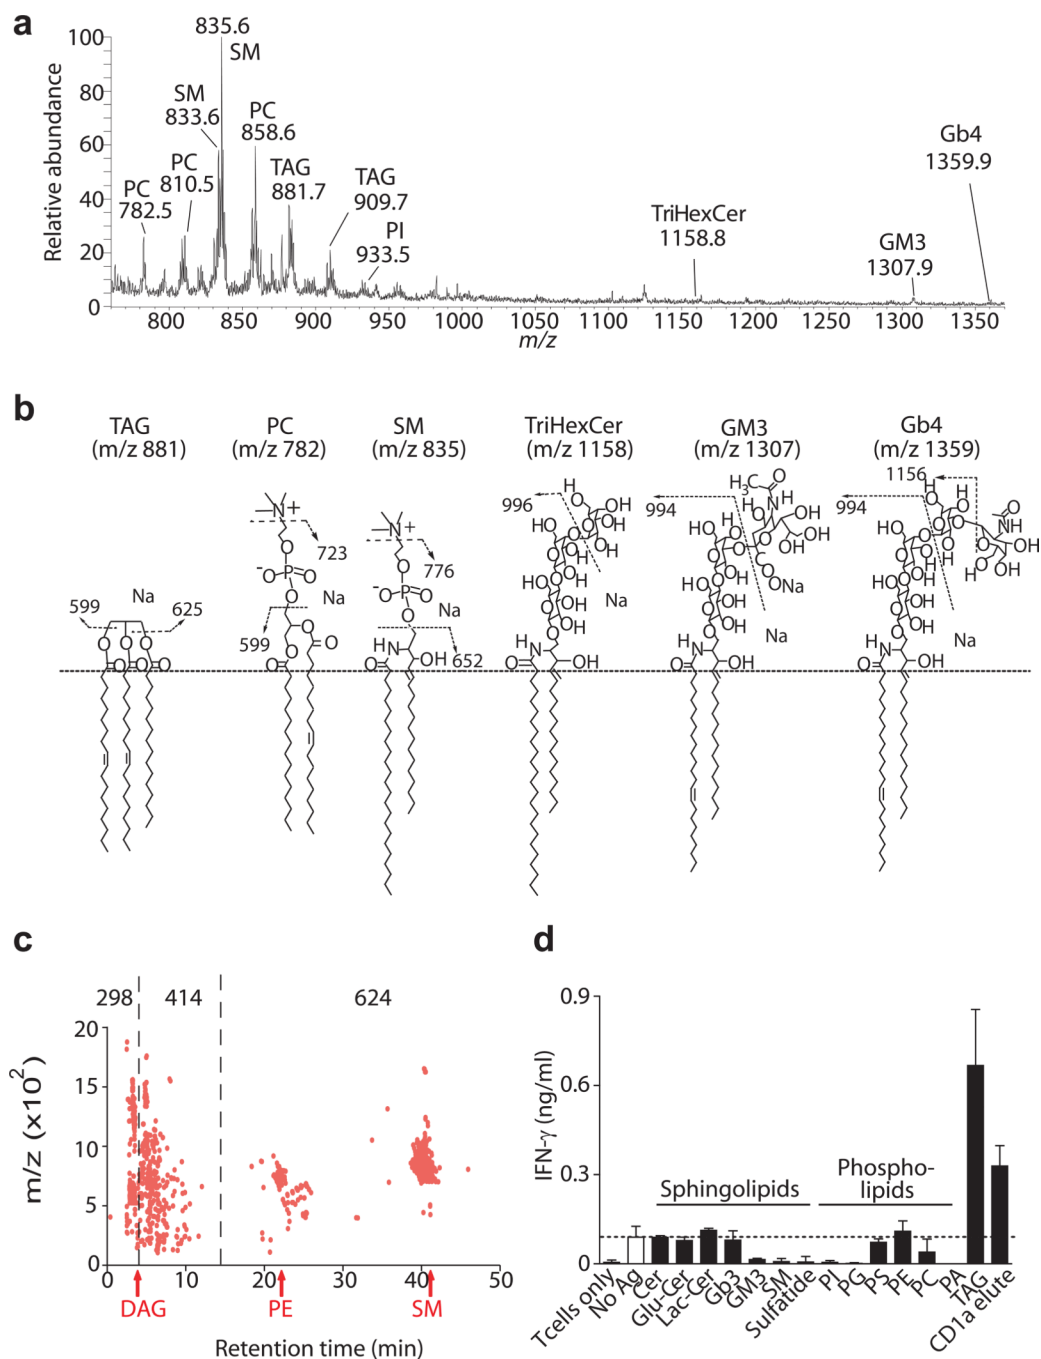 a
835.6
SM
SM
833.6
PC
858.6
PC
810.5
PC
782.5
TAG
881.7
TAG
909.7
PI
933.5
TriHexCer
1158.8
GM3
1307.9
Gb4
1359.9
Relative abundance
100
80
60
40
20
0
800 850 900 950 1000 1050 1100 1150 1200 1250 1300 1350
m/z
b
TAG
(m/z 881)
PC
(m/z 782)
SM
(m/z 835)
TriHexCer
(m/z 1158)
GM3
(m/z 1307)
Gb4
(m/z 1359)
599
Na
625
723
Na
599
776
Na
652
996
Na
994
Na
994
1156
Na
c
298
414
624
m/z (x10²)
20
15
10
5
0
0 10 20 30 40 50
DAG
PE
SM
Retention time (min)
d
IFN-γ (ng/ml)
0.9
0.6
0.3
0
Sphingolipids
Phospho-
lipids
Tcells only
No Ag
Cer
Glu-Cer
Lac-Cer
Gb3
GM3
SM
Sulfatide
PI
PG
PS
PE
PC
PA
TAG
CD1a elute